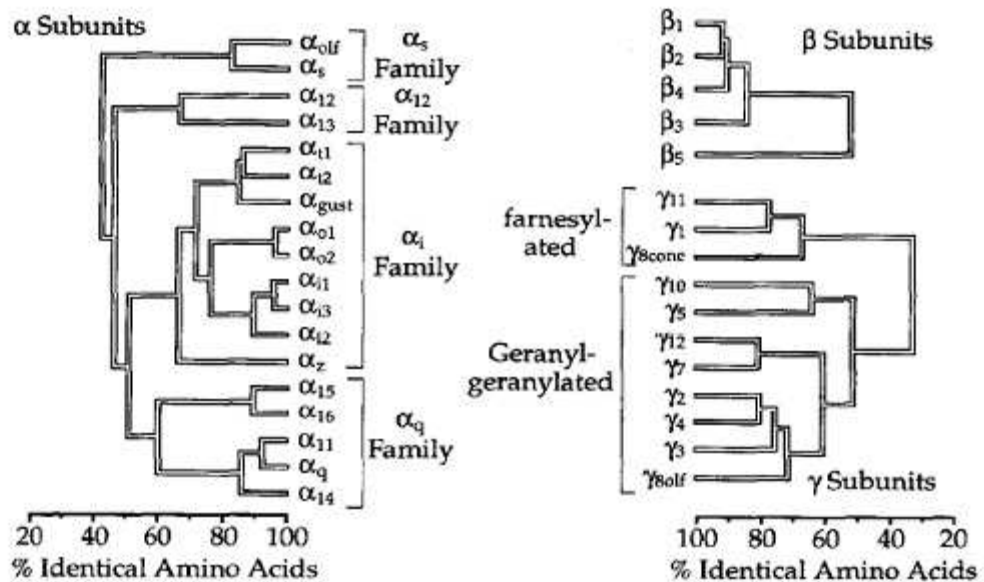 α Subunits
α_olf
α_s
α_12
α_13
α_t1
α_t2
α_gust
α_o1
α_o2
α_i1
α_i3
α_i2
α_z
α_15
α_16
α_11
α_q
α_14
α_s
Family
α_12
Family
α_i
Family
α_q
Family
20 40 60 80 100
% Identical Amino Acids
β_1
β_2
β_4
β_3
β_5
β Subunits
farnesyl-
ated
γ_11
γ_1
γ_8cone
Geranyl-
geranylated
γ_10
γ_5
γ_12
γ_7
γ_2
γ_4
γ_3
γ_8olf
γ Subunits
100 80 60 40 20
% Identical Amino Acids